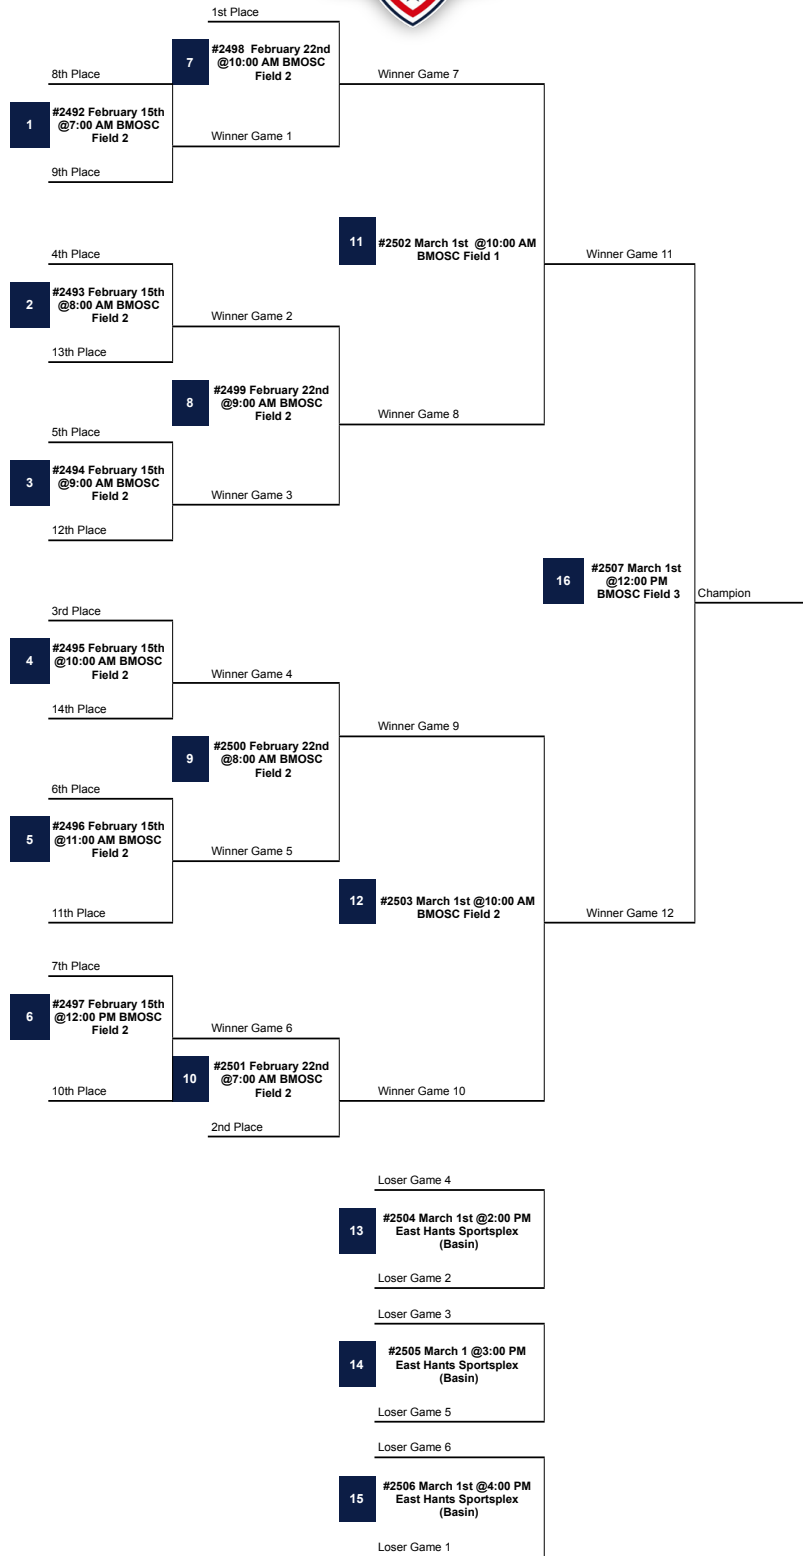 1st Place
7
#2498 February 22nd
@10:00 AM BMOSC
Field 2
8th Place
Winner Game 7
1
#2492 February 15th
@7:00 AM BMOSC
Field 2
Winner Game 1
9th Place
11
#2502 March 1st @10:00 AM
BMOSC Field 1
4th Place
Winner Game 11
2
#2493 February 15th
@8:00 AM BMOSC
Field 2
Winner Game 2
13th Place
8
#2499 February 22nd
@9:00 AM BMOSC
Field 2
Winner Game 8
5th Place
3
#2494 February 15th
@9:00 AM BMOSC
Field 2
Winner Game 3
12th Place
16
#2507 March 1st
@12:00 PM
BMOSC Field 3
Champion
3rd Place
4
#2495 February 15th
@10:00 AM BMOSC
Field 2
Winner Game 4
14th Place
Winner Game 9
9
#2500 February 22nd
@8:00 AM BMOSC
Field 2
6th Place
5
#2496 February 15th
@11:00 AM BMOSC
Field 2
Winner Game 5
12
#2503 March 1st @10:00 AM
BMOSC Field 2
11th Place
Winner Game 12
7th Place
6
#2497 February 15th
@12:00 PM BMOSC
Field 2
Winner Game 6
10
#2501 February 22nd
@7:00 AM BMOSC
Field 2
10th Place
Winner Game 10
2nd Place
Loser Game 4
13
#2504 March 1st @2:00 PM
East Hants Sportsplex
(Basin)
Loser Game 2
Loser Game 3
14
#2505 March 1 @3:00 PM
East Hants Sportsplex
(Basin)
Loser Game 5
Loser Game 6
15
#2506 March 1st @4:00 PM
East Hants Sportsplex
(Basin)
Loser Game 1